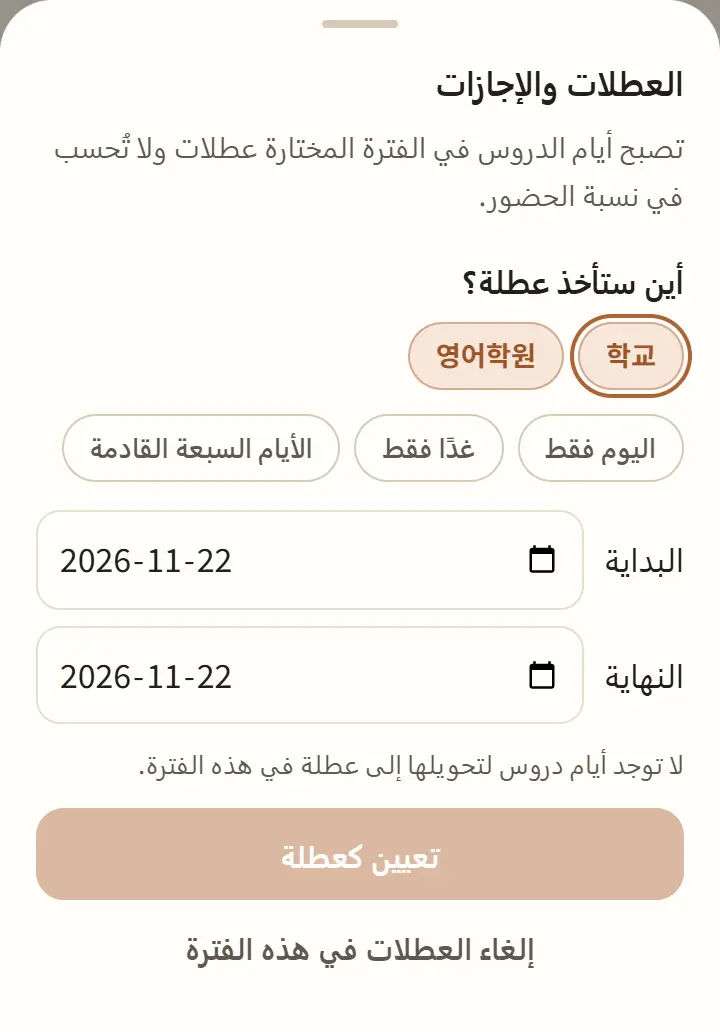 العطلات والإجازات
تصبح أيام الدروس في الفترة المختارة عطلات ولا تُحسب
في نسبة الحضور.
أين ستأخذ عطلة؟
학교
영어학원
اليوم فقط
غدًا فقط
الأيام السبعة القادمة
البداية
2026-11-22
النهاية
2026-11-22
لا توجد أيام دروس لتحويلها إلى عطلة في هذه الفترة.
تعيين كعطلة
إلغاء العطلات في هذه الفترة